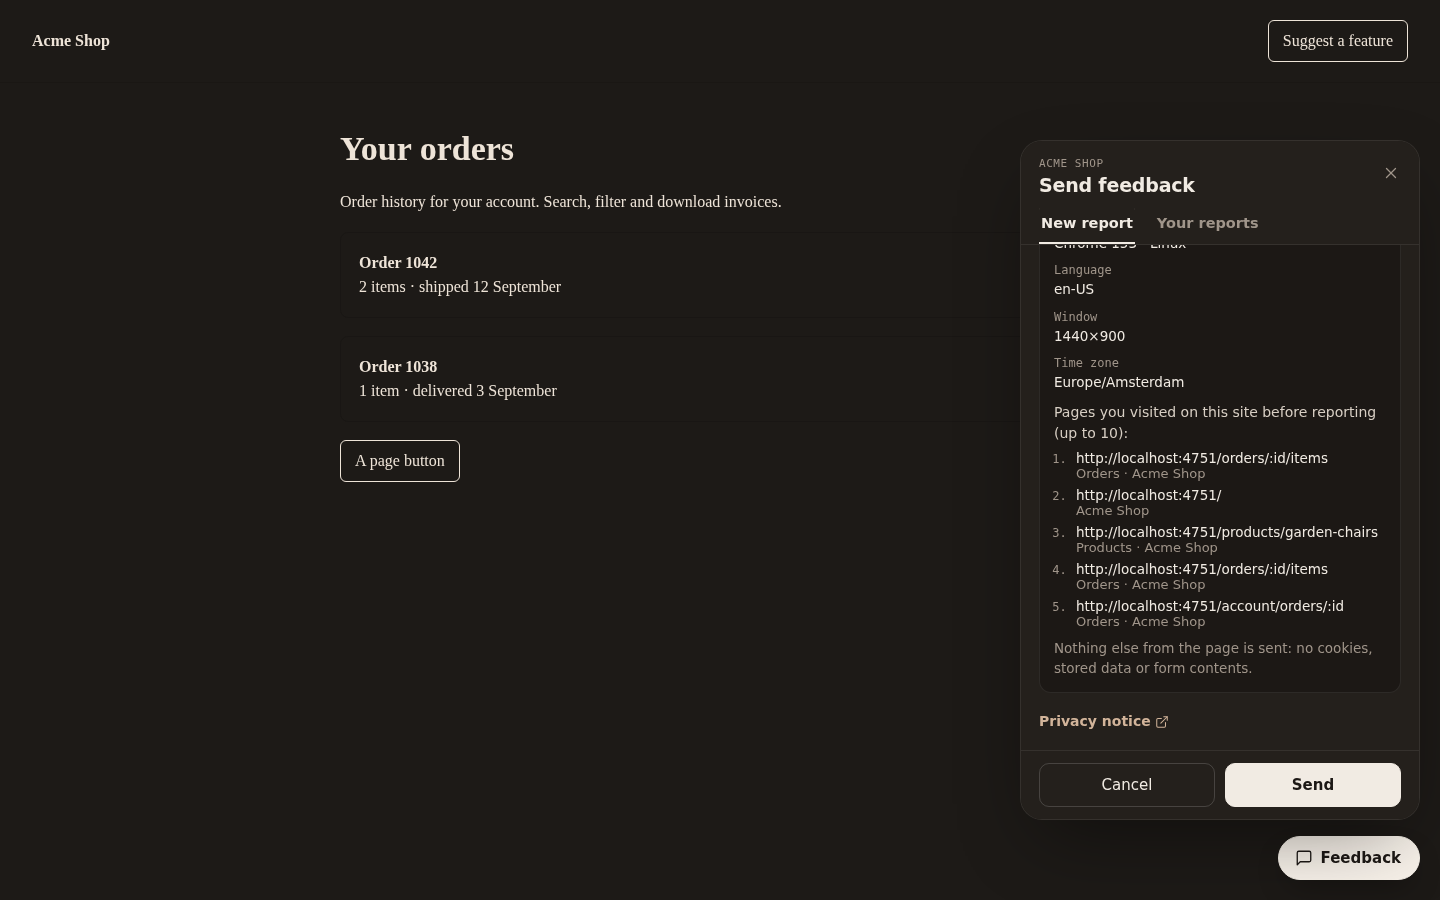 Acme Shop
Suggest a feature
Your orders
Order history for your account. Search, filter and download invoices.
Order 1042
2 items · shipped 12 September
Order 1038
1 item · delivered 3 September
A page button
ACME SHOP
Send feedback
New report
Your reports
Language
en-US
Window
1440×900
Time zone
Europe/Amsterdam
Pages you visited on this site before reporting
(up to 10):
1. http://localhost:4751/orders/:id/items
Orders · Acme Shop
2. http://localhost:4751/
Acme Shop
3. http://localhost:4751/products/garden-chairs
Products · Acme Shop
4. http://localhost:4751/orders/:id/items
Orders · Acme Shop
5. http://localhost:4751/account/orders/:id
Orders · Acme Shop
Nothing else from the page is sent: no cookies,
stored data or form contents.
Privacy notice
Cancel
Send
Feedback